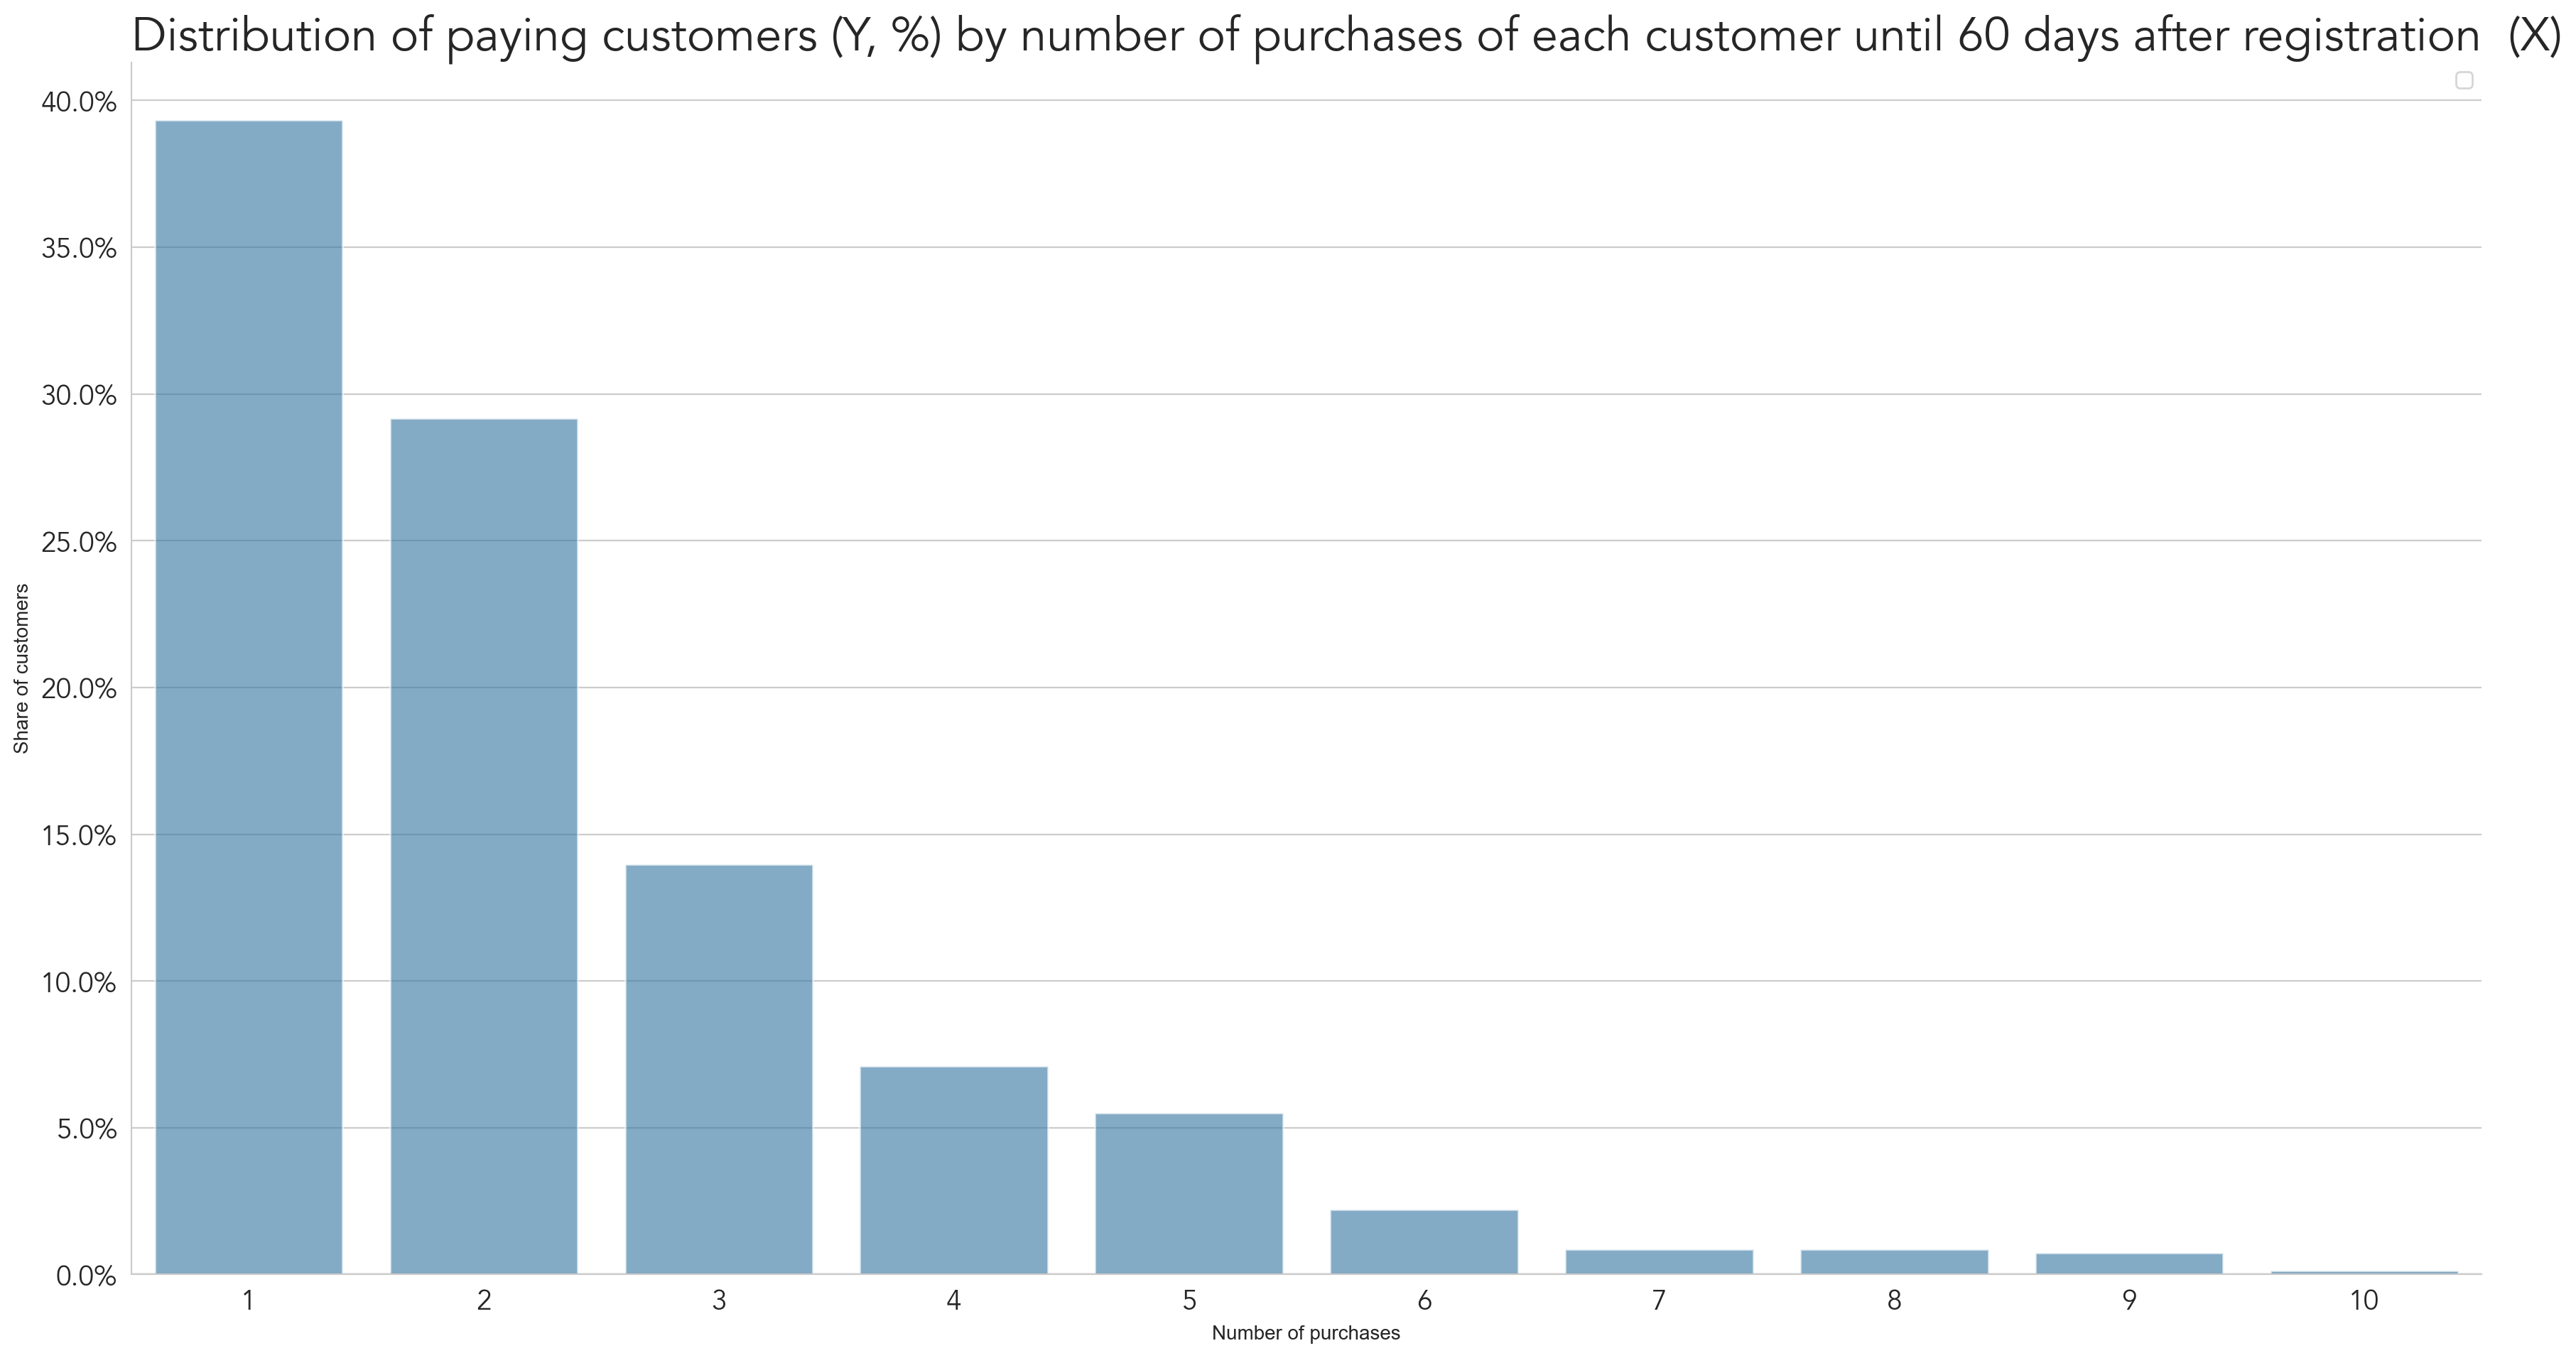 Distribution of paying customers (Y, %) by number of purchases of each customer until 60 days after registration  (X)
40.0%
35.0%
30.0%
25.0%
20.0%
15.0%
10.0%
5.0%
0.0%
Share of customers
1 2 3 4 5 6 7 8 9 10
Number of purchases